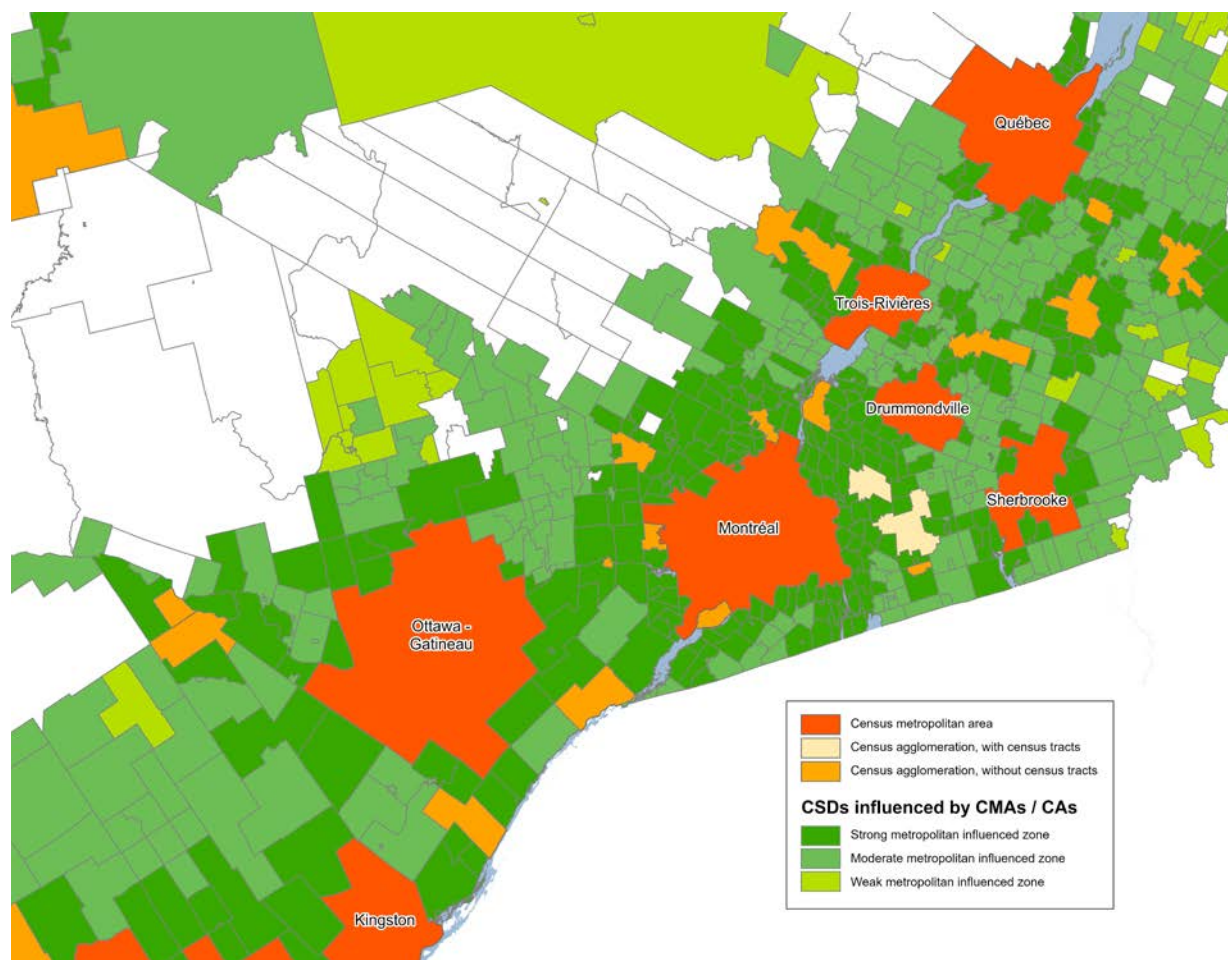 Québec
Trois-Rivières
Drummondville
Sherbrooke
Montréal
Ottawa -
Gatineau
Kingston
Census metropolitan area
Census agglomeration, with census tracts
Census agglomeration, without census tracts
CSDs influenced by CMAs / CAs
Strong metropolitan influenced zone
Moderate metropolitan influenced zone
Weak metropolitan influenced zone